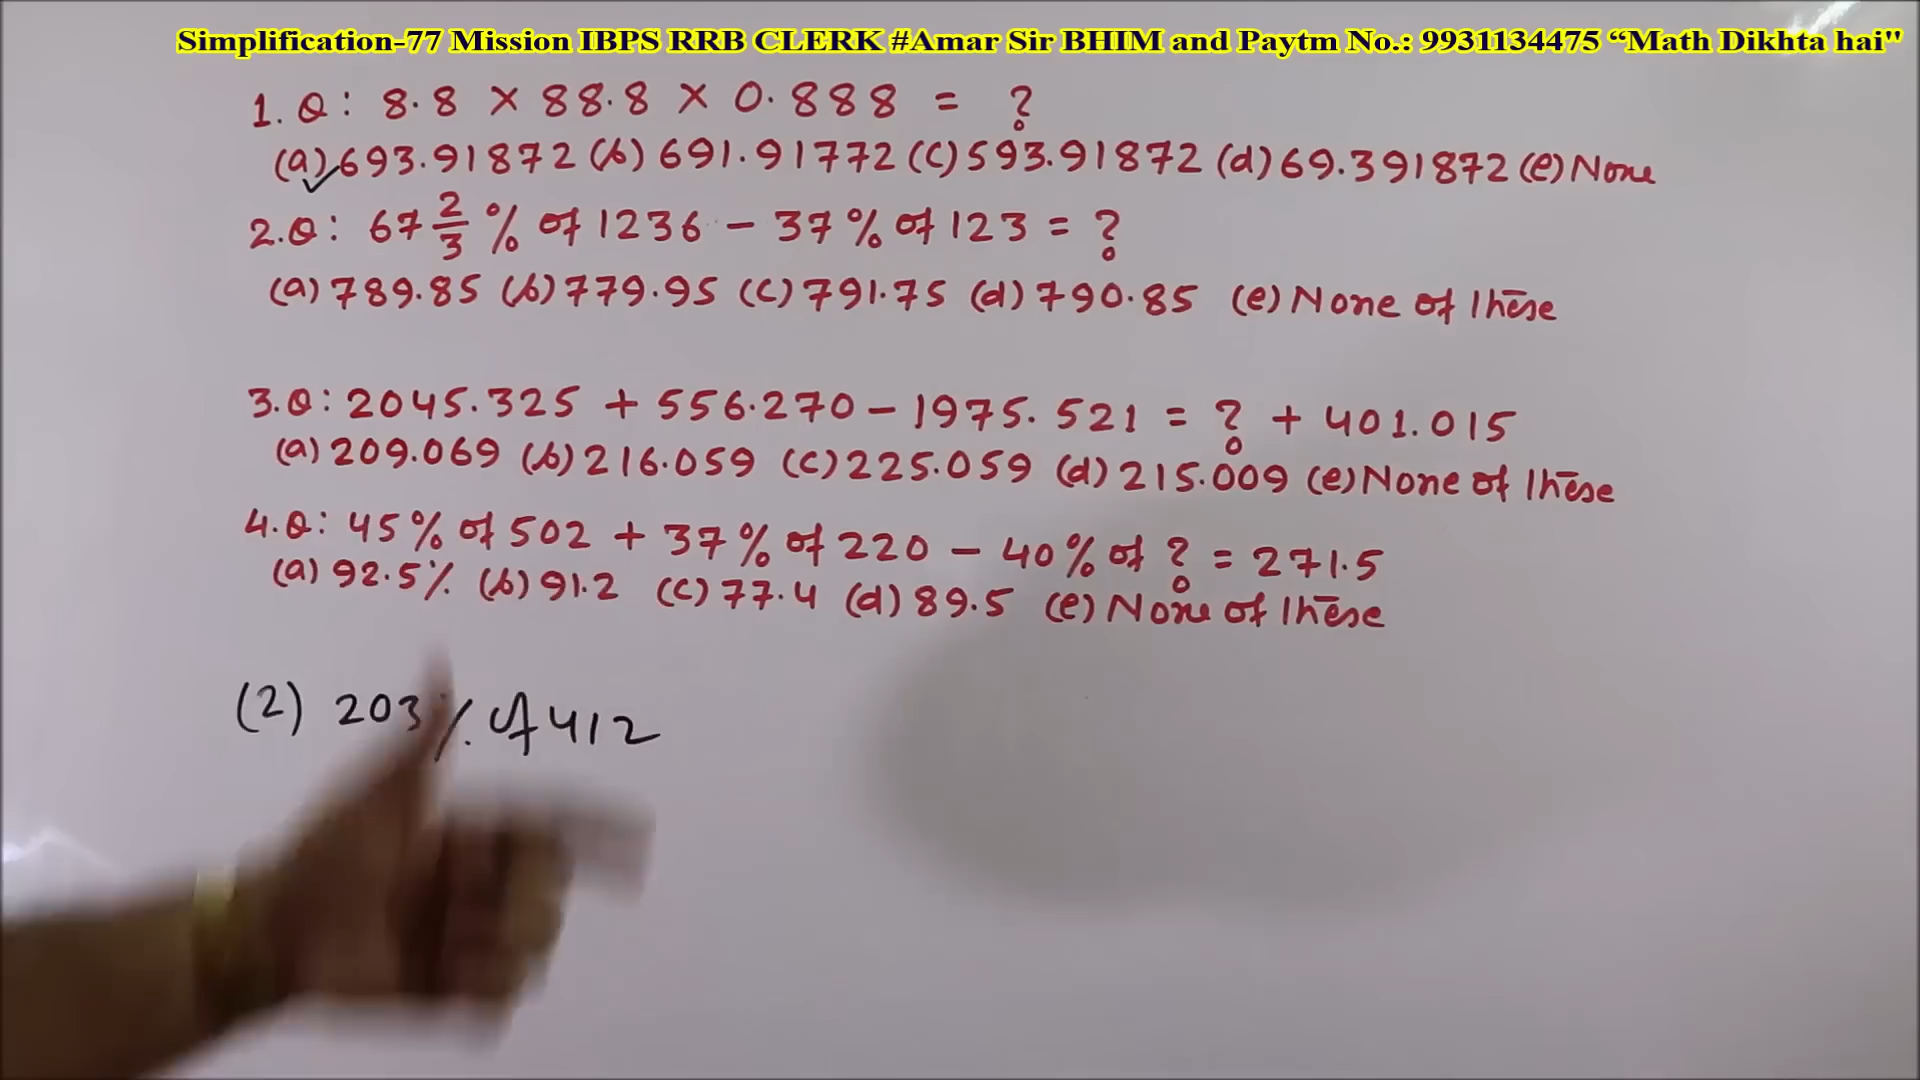 Simplification-77 Mission IBPS RRB CLERK #Amar Sir BHIM and Paytm No.: 9931134475 “Math Dikhta hai"
1. Q: 8.8 × 88.8 × 0.888 = ?
(a) 693.91872 (b) 691.91772 (c) 593.91872 (d) 69.391872 (e) None
2. Q: 67 2/3 % of 1236 - 37% of 123 = ?
(a) 789.85 (b) 779.95 (c) 791.75 (d) 790.85 (e) None of these
3. Q: 2045.325 + 556.270 - 1975.521 = ? + 401.015
(a) 209.069 (b) 216.059 (c) 225.059 (d) 215.009 (e) None of these
4. Q: 45% of 502 + 37% of 220 - 40% of ? = 271.5
(a) 92.5% (b) 91.2 (c) 77.4 (d) 89.5 (e) None of these
(2) 203% of 412